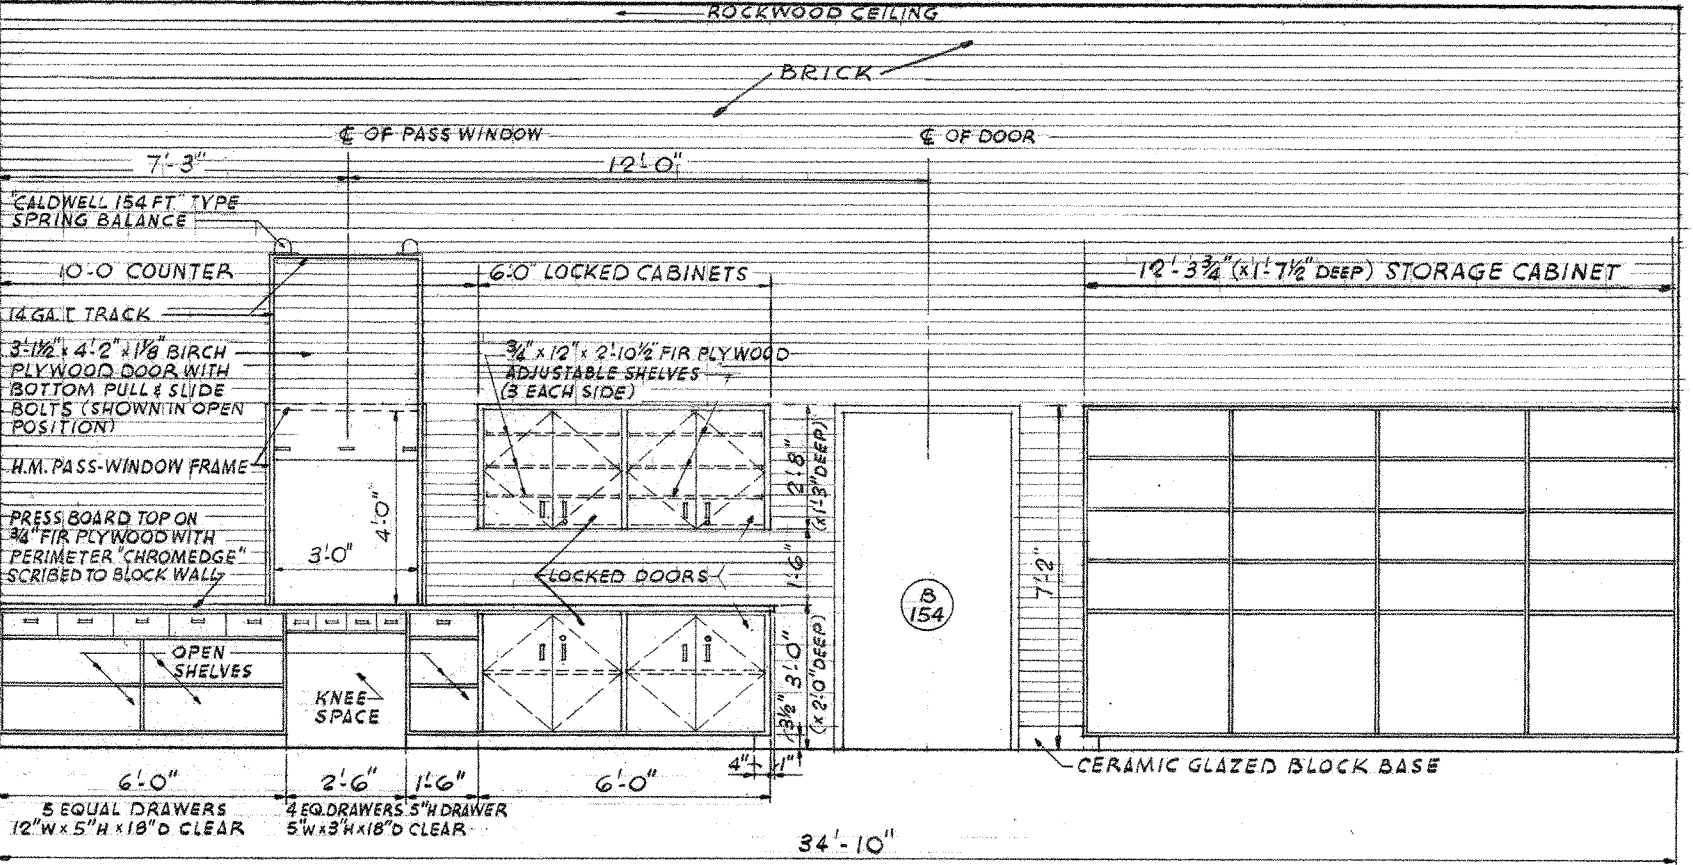 ROCKWOOD CEILING
BRICK
℄ OF PASS WINDOW
℄ OF DOOR
7'-3"
12'-0"
"CALDWELL 154 FT" TYPE
SPRING BALANCE
10-0 COUNTER
6'-0" LOCKED CABINETS
12'-3¾" (x1'-7½" DEEP) STORAGE CABINET
14 GA. C TRACK
3'-1½" x 4'-2" x 1⅛" BIRCH
PLYWOOD DOOR WITH
BOTTOM PULL & SLIDE
BOLTS (SHOWN IN OPEN
POSITION)
¾" x 12" x 2'-10½" FIR PLYWOOD
ADJUSTABLE SHELVES
(3 EACH SIDE)
H.M. PASS-WINDOW FRAME
PRESS BOARD TOP ON
¾" FIR PLYWOOD WITH
PERIMETER "CHROMEDGE"
SCRIBED TO BLOCK WALL
4'-0"
3'-0"
2'-8"
(x 1'-3" DEEP)
1'-6"
LOCKED DOORS
7'-2"
B
154
OPEN
SHELVES
KNEE
SPACE
3'-0"
(x 2'-0" DEEP)
3½"
4"
1"
CERAMIC GLAZED BLOCK BASE
6'-0"
2'-6"
1'-6"
6'-0"
5 EQUAL DRAWERS
12"W x 5"H x 18"D CLEAR
4 EQ. DRAWERS
5"W x 3"H x 18"D CLEAR
5"H DRAWER
34'-10"